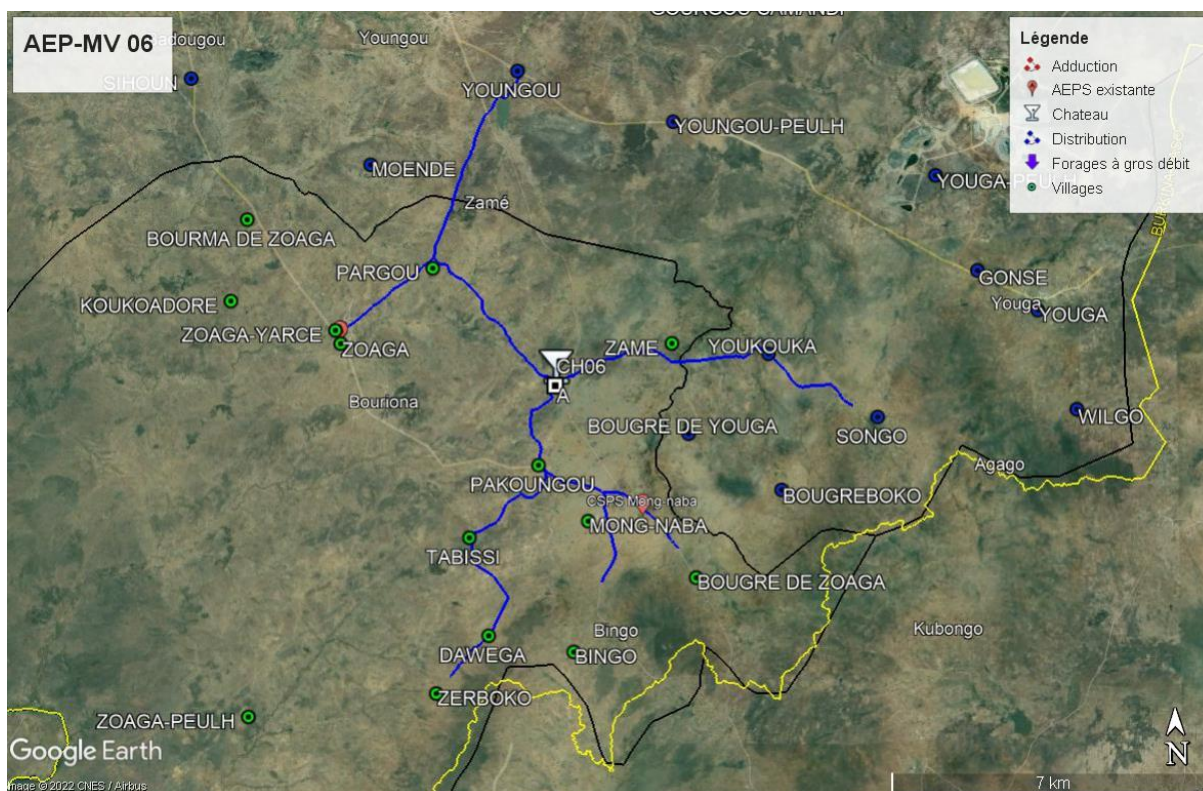 AEP-MV 06
Youngou
SIHOUN
YOUNGOU
YOUNGOU-PEULH
MOENDE
Zamé
BOURMA DE ZOAGA
PARGOU
KOUKOADORE
ZOAGA-YARCE
ZOAGA
ZAME
YOUKOUKA
CH06
A
Bouriona
BOUGRE DE YOUGA
SONGO
PAKOUNGOU
CSPS Mong-naba
MONG-NABA
BOUGREBOKO
TABISSI
BOUGRE DE ZOAGA
Bingo
DAWEGA
BINGO
ZERBOKO
ZOAGA-PEULH
Kubongo
Agago
WILGO
GONSE
Youga
YOUGA
Légende
Adduction
AEPS existante
Chateau
Distribution
Forages à gros débit
Villages
Google Earth
Image © 2022 CNES / Airbus
7 km
N